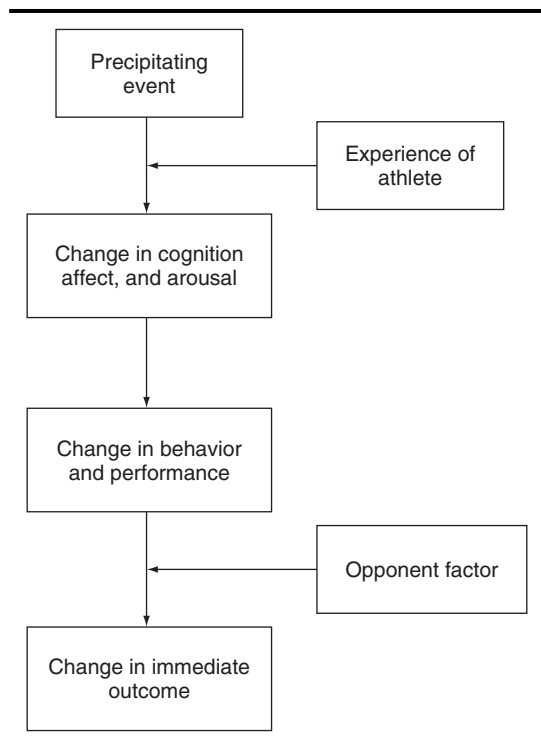 Precipitating
event
Experience of
athlete
Change in cognition
affect, and arousal
Change in behavior
and performance
Opponent factor
Change in immediate
outcome